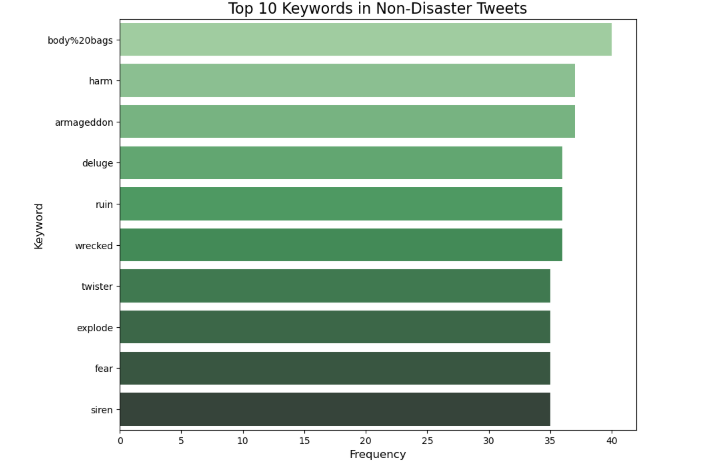 Top 10 Keywords in Non-Disaster Tweets
Keyword
body%20bags
harm
armageddon
deluge
ruin
wrecked
twister
explode
fear
siren
0 5 10 15 20 25 30 35 40
Frequency